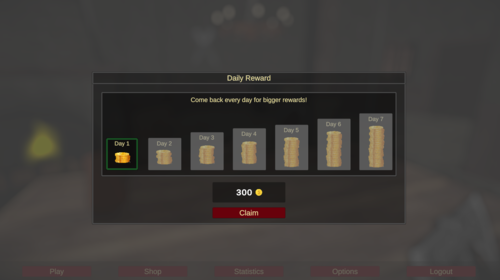 Daily Reward
Come back every day for bigger rewards!
Day 1
Day 2
Day 3
Day 4
Day 5
Day 6
Day 7
300
Claim
Play
Shop
Statistics
Options
Logout